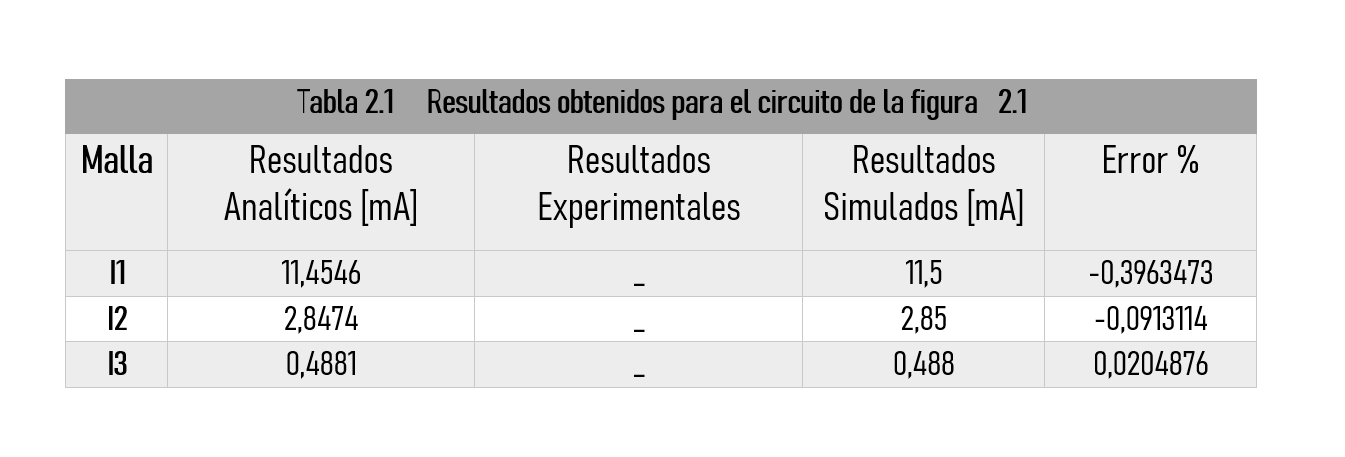 Tabla 2.1 Resultados obtenidos para el circuito de la figura 2.1
Malla Resultados Resultados Resultados Error %
Analíticos [mA] Experimentales Simulados [mA]
I1 11,4546 _ 11,5 -0,3963473
I2 2,8474 _ 2,85 -0,0913114
I3 0,4881 _ 0,488 0,0204876